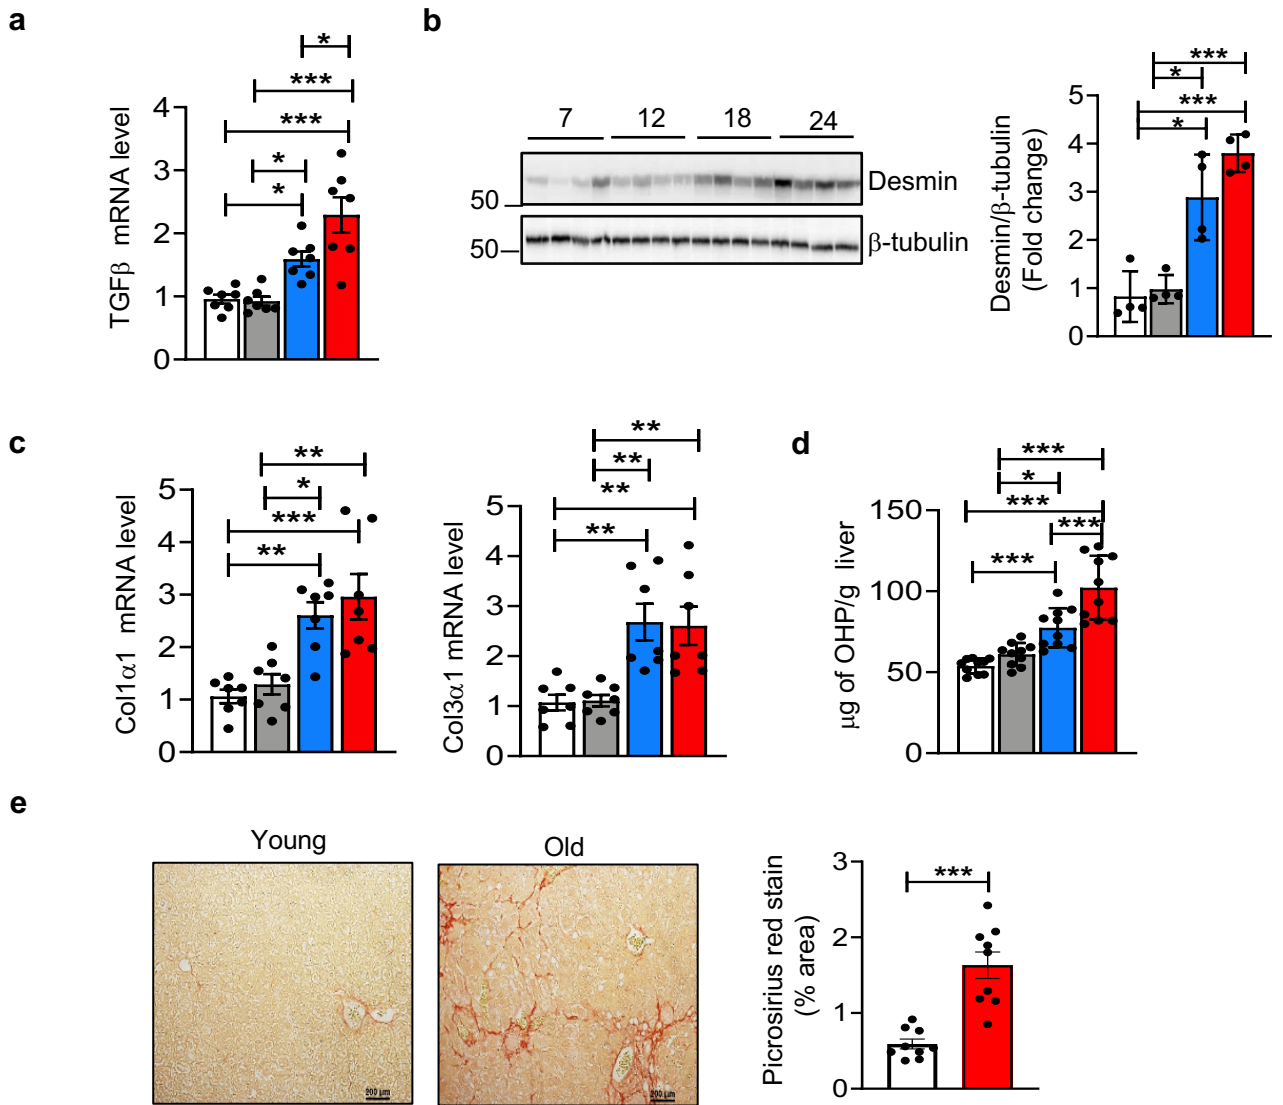 a
TGFβ mRNA level
4
3
2
1
0
*
***
***
*
*
b
7 12 18 24
50
Desmin
50
β-tubulin
Desmin/β-tubulin
(Fold change)
5
4
3
2
1
0
***
*
***
*
c
Col1α1 mRNA level
5
4
3
2
1
0
**
*
***
**
Col3α1 mRNA level
5
4
3
2
1
0
**
**
**
**
d
µg of OHP/g liver
150
100
50
0
***
*
***
***
***
e
Young
Old
200 µm
200 µm
Picrosirius red stain
(% area)
3
2
1
0
***